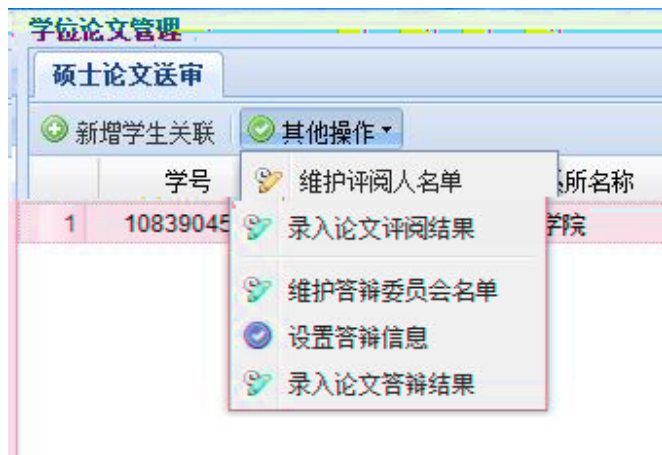 学位论文管理
硕士论文送审
新增学生关联 其他操作
学号
所名称
1 10839045 学院
维护评阅人名单
录入论文评阅结果
维护答辩委员会名单
设置答辩信息
录入论文答辩结果